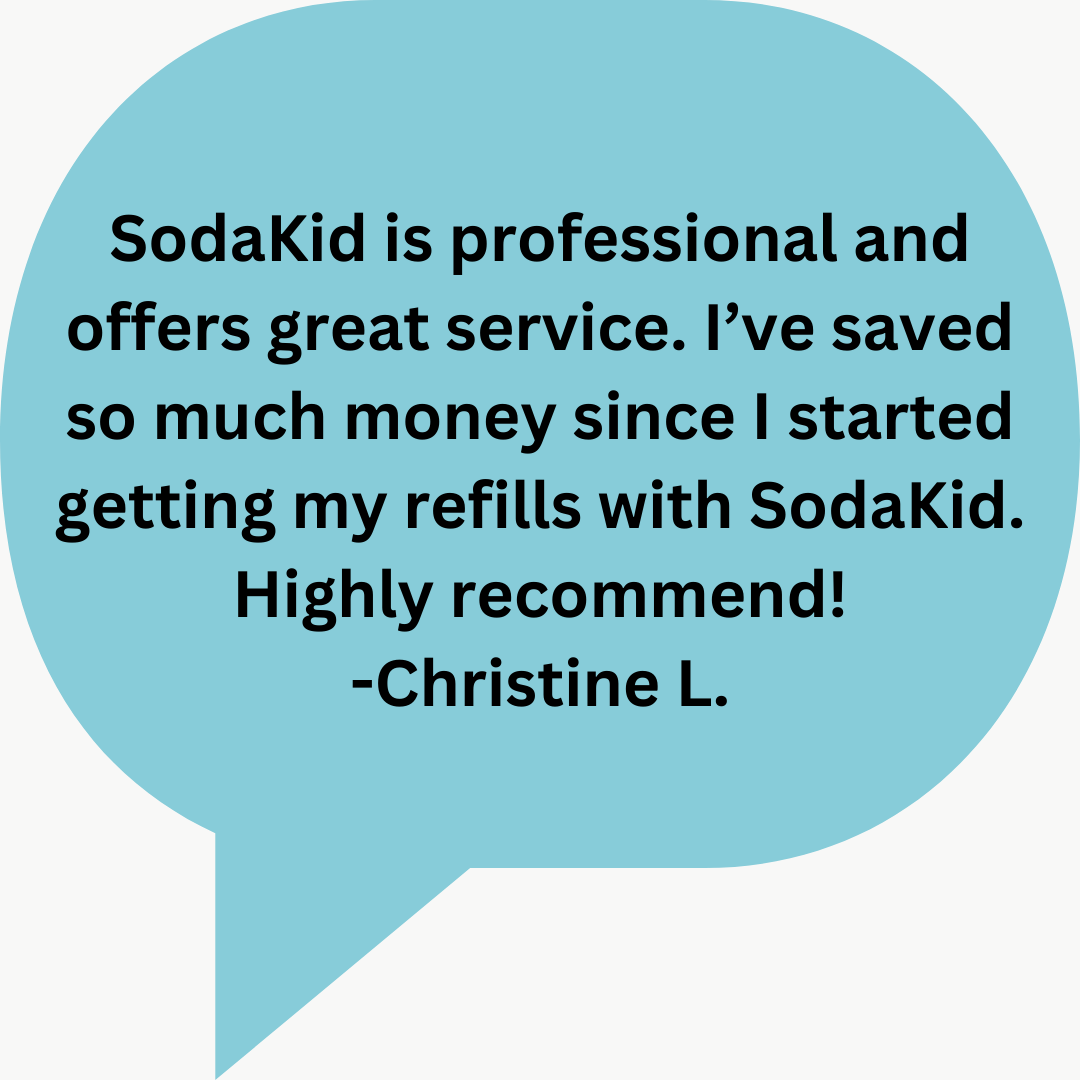 SodaKid is professional and
offers great service. I’ve saved
so much money since I started
getting my refills with SodaKid.
Highly recommend!
-Christine L.